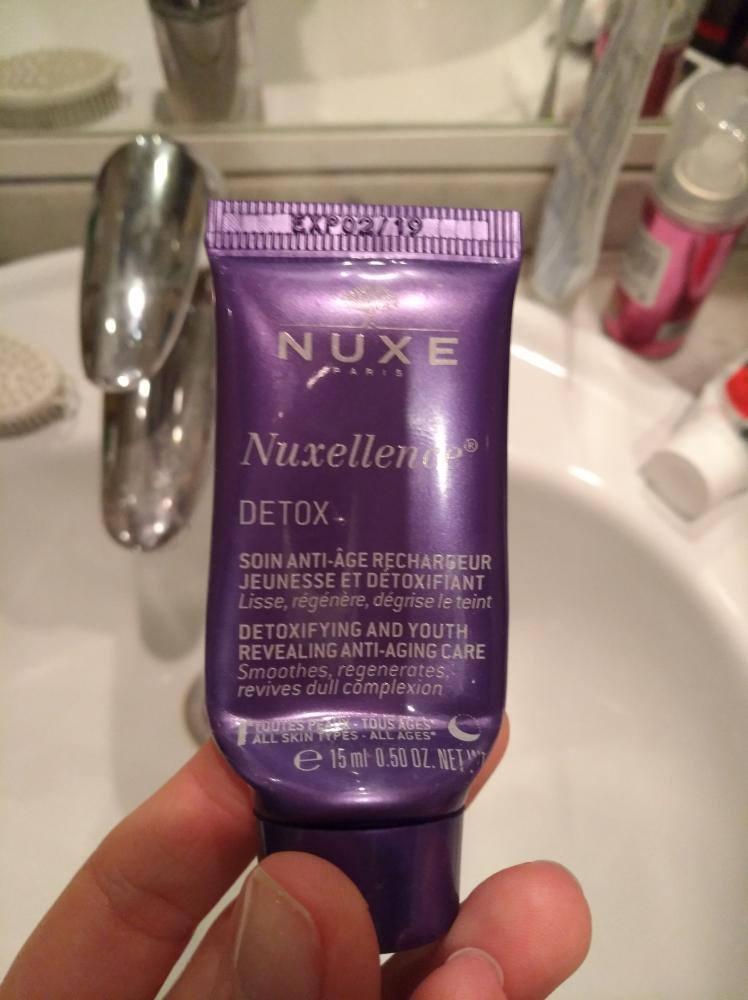 EXP02/19
NUXE
PARIS
Nuxellence®
DETOX
SOIN ANTI-ÂGE RECHARGEUR
JEUNESSE ET DÉTOXIFIANT
Lisse, régénère, dégrise le teint
DETOXIFYING AND YOUTH
REVEALING ANTI-AGING CARE
Smoothes, regenerates,
revives dull complexion
TOUTES PEAUX - TOUS AGES*
ALL SKIN TYPES - ALL AGES*
e 15 ml 0.50 OZ. NET WT